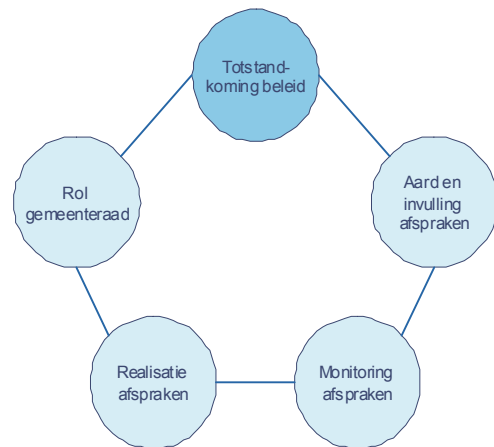 Totstand-
koming beleid
Aard en
invulling
afspraken
Monitoring
afspraken
Realisatie
afspraken
Rol
gemeenteraad